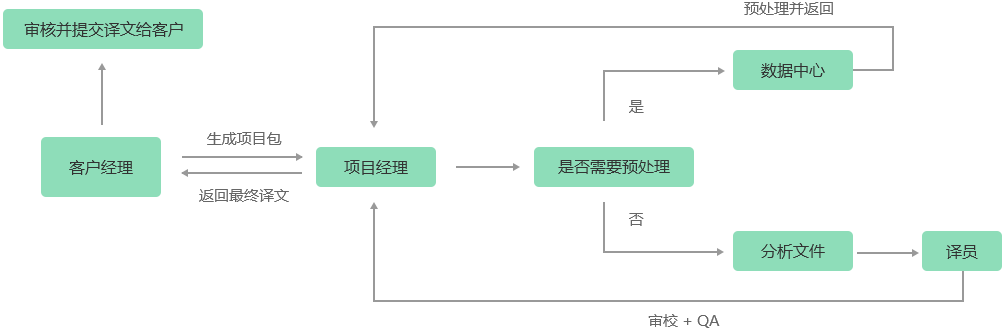 预处理并返回
审核并提交译文给客户
数据中心
是
生成项目包
客户经理
项目经理
是否需要预处理
返回最终译文
否
分析文件
译员
审校 + QA